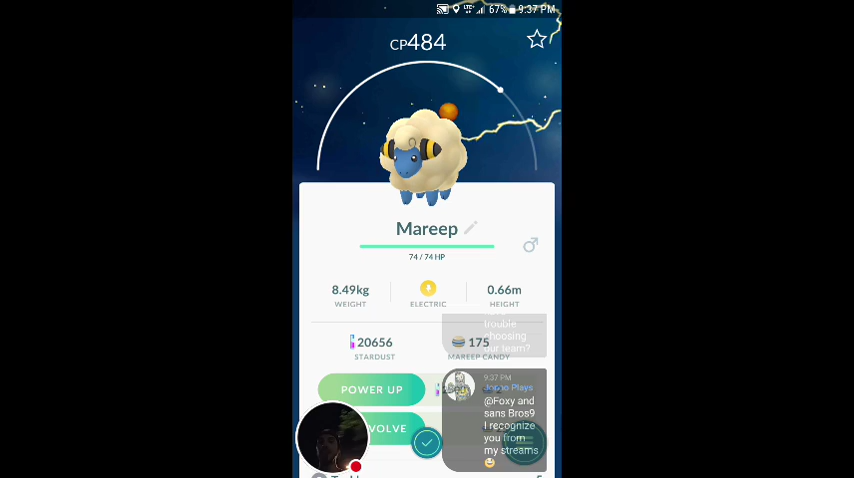 LTE+ 67% 9:37 PM
CP484
Mareep
74 / 74 HP
8.49kg
WEIGHT
ELECTRIC
0.66m
HEIGHT
20656
STARDUST
175
MAREEP CANDY
trouble
choosing
our team?
POWER UP
9:37 PM
Plays
@Foxy and
sans Bros9
I recognize
you from
my streams
VOLVE